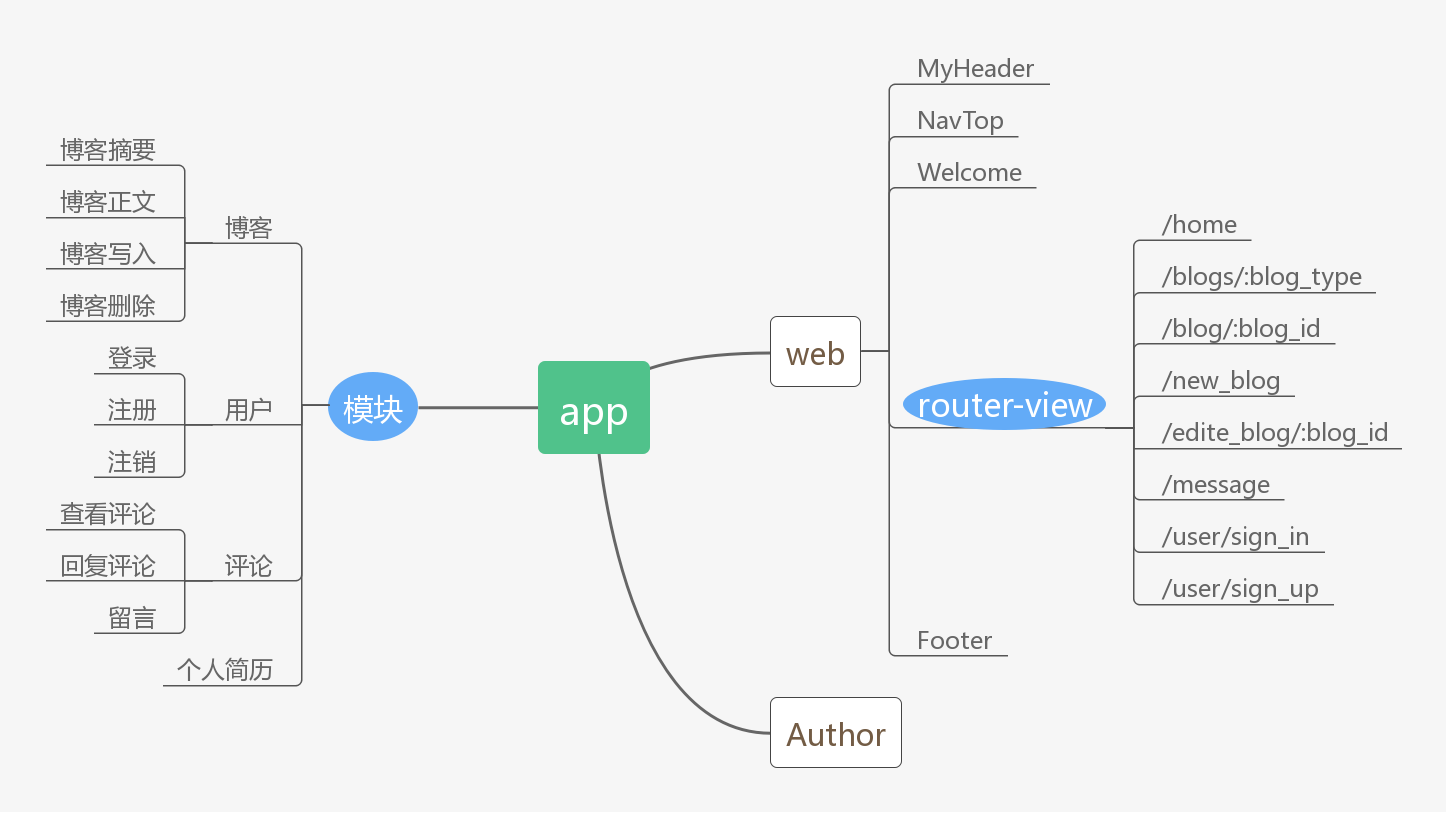 app
模块
博客
博客摘要
博客正文
博客写入
博客删除
用户
登录
注册
注销
评论
查看评论
回复评论
留言
个人简历
web
MyHeader
NavTop
Welcome
router-view
/home
/blogs/:blog_type
/blog/:blog_id
/new_blog
/edite_blog/:blog_id
/message
/user/sign_in
/user/sign_up
Footer
Author